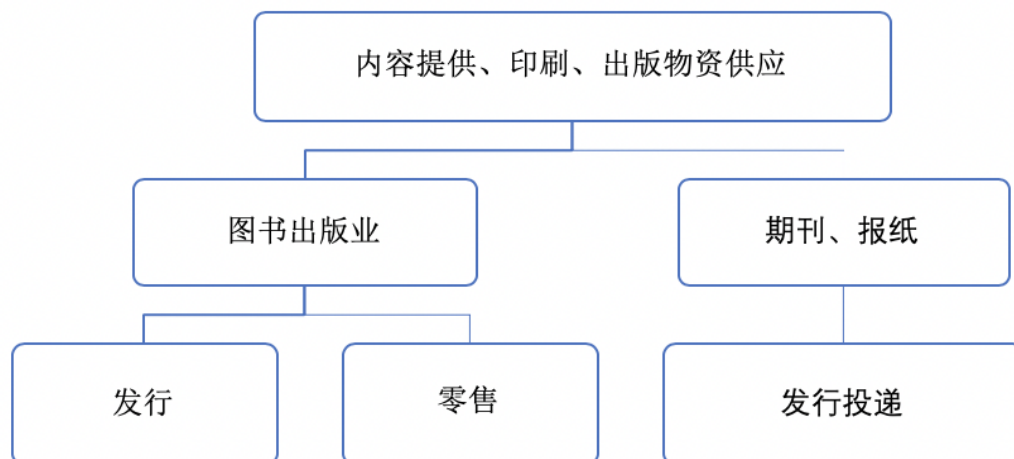 内容提供、印刷、出版物资供应
图书出版业
期刊、报纸
发行
零售
发行投递